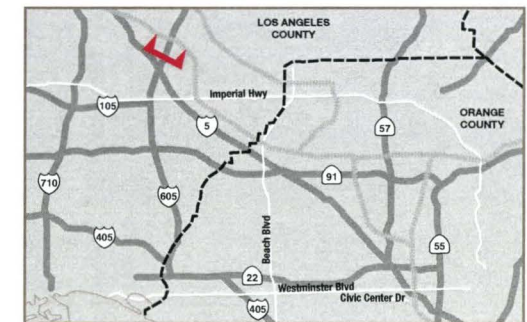 LOS ANGELES
COUNTY
Imperial Hwy
105
5
57
ORANGE
COUNTY
91
710
605
405
Beach Blvd
55
22
Westminster Blvd
Civic Center Dr
405